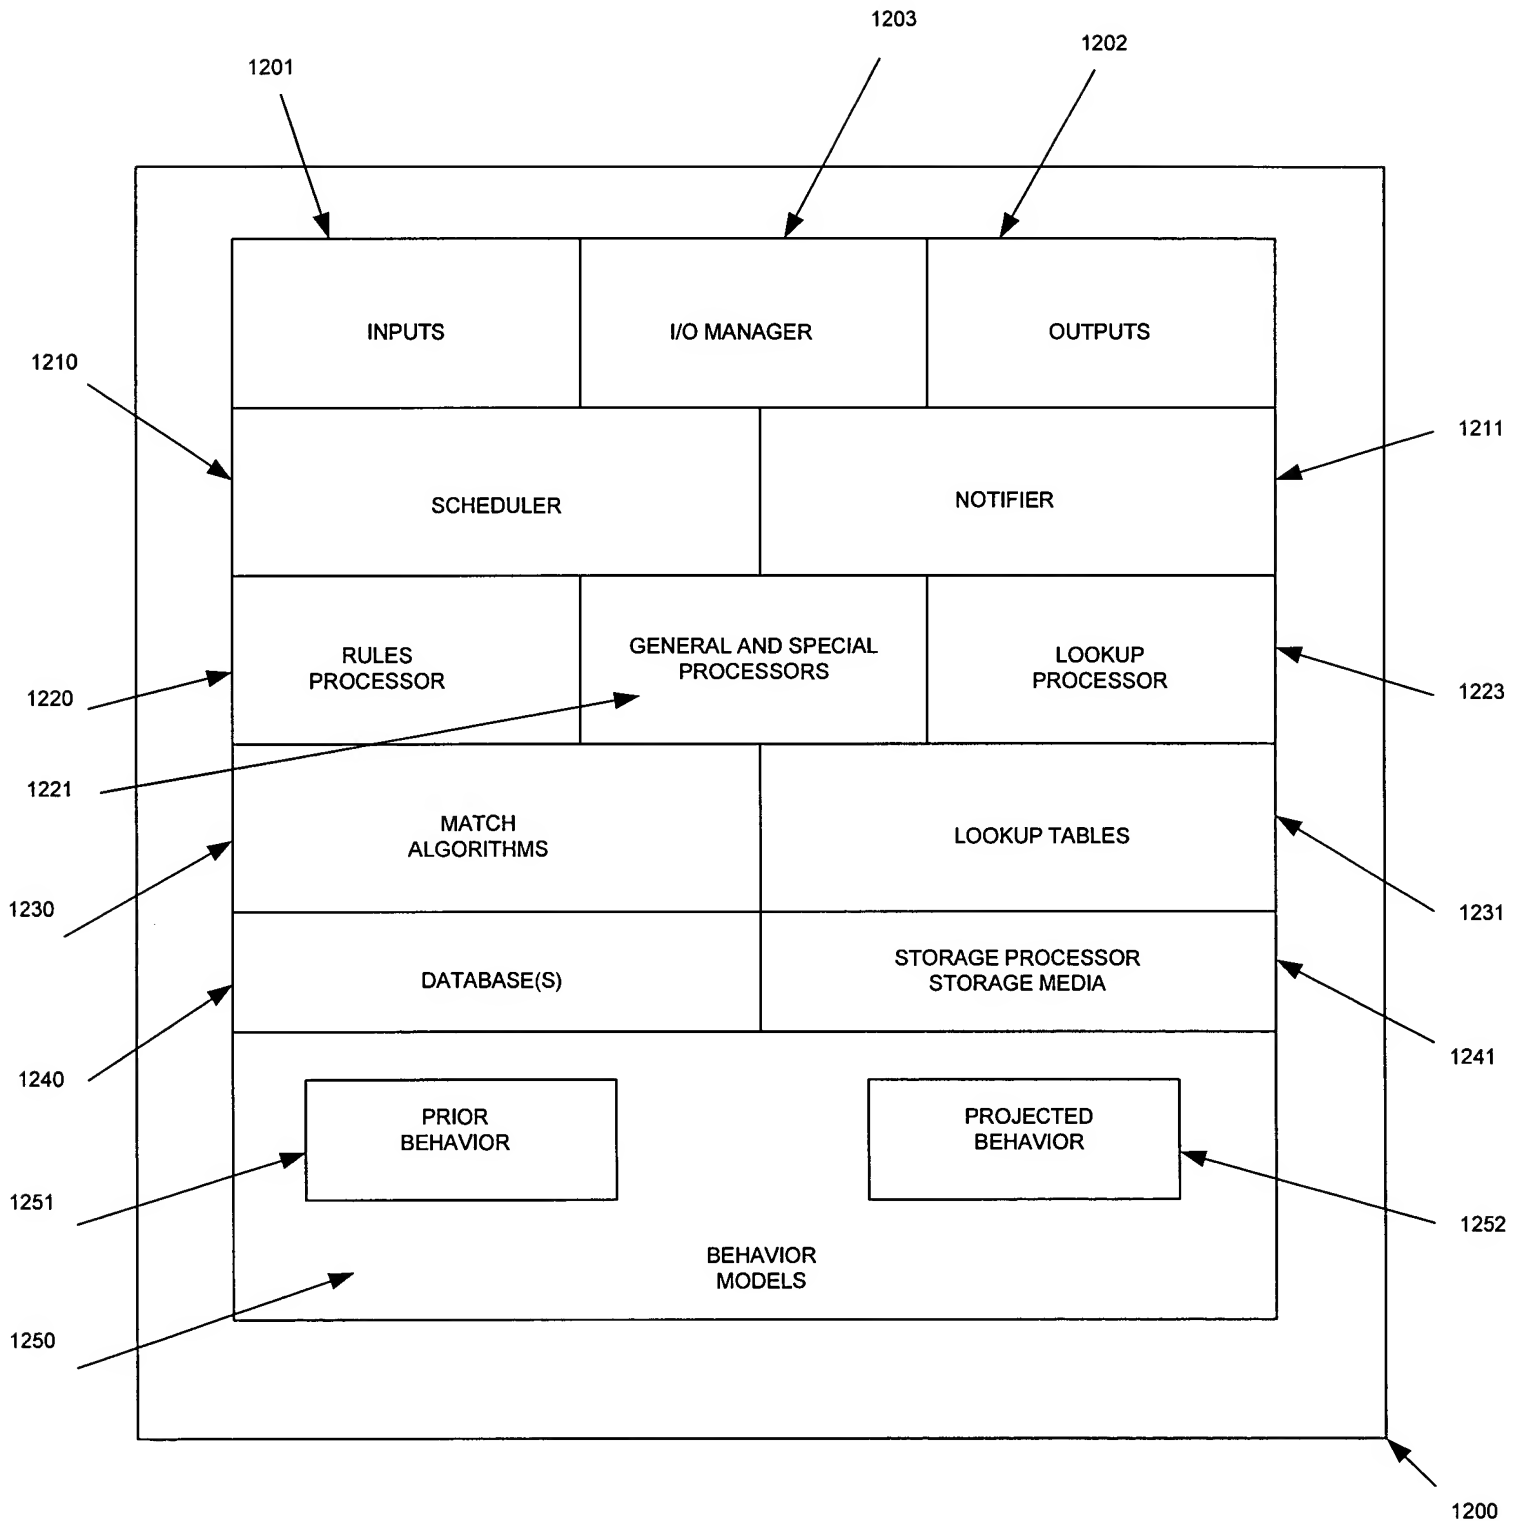 1203
1202
1201
INPUTS
I/O MANAGER
OUTPUTS
1210
1211
SCHEDULER
NOTIFIER
RULES
PROCESSOR
GENERAL AND SPECIAL
PROCESSORS
LOOKUP
PROCESSOR
1220
1223
1221
MATCH
ALGORITHMS
LOOKUP TABLES
1230
1231
DATABASE(S)
STORAGE PROCESSOR
STORAGE MEDIA
1240
1241
PRIOR
BEHAVIOR
PROJECTED
BEHAVIOR
1251
1252
BEHAVIOR
MODELS
1250
1200